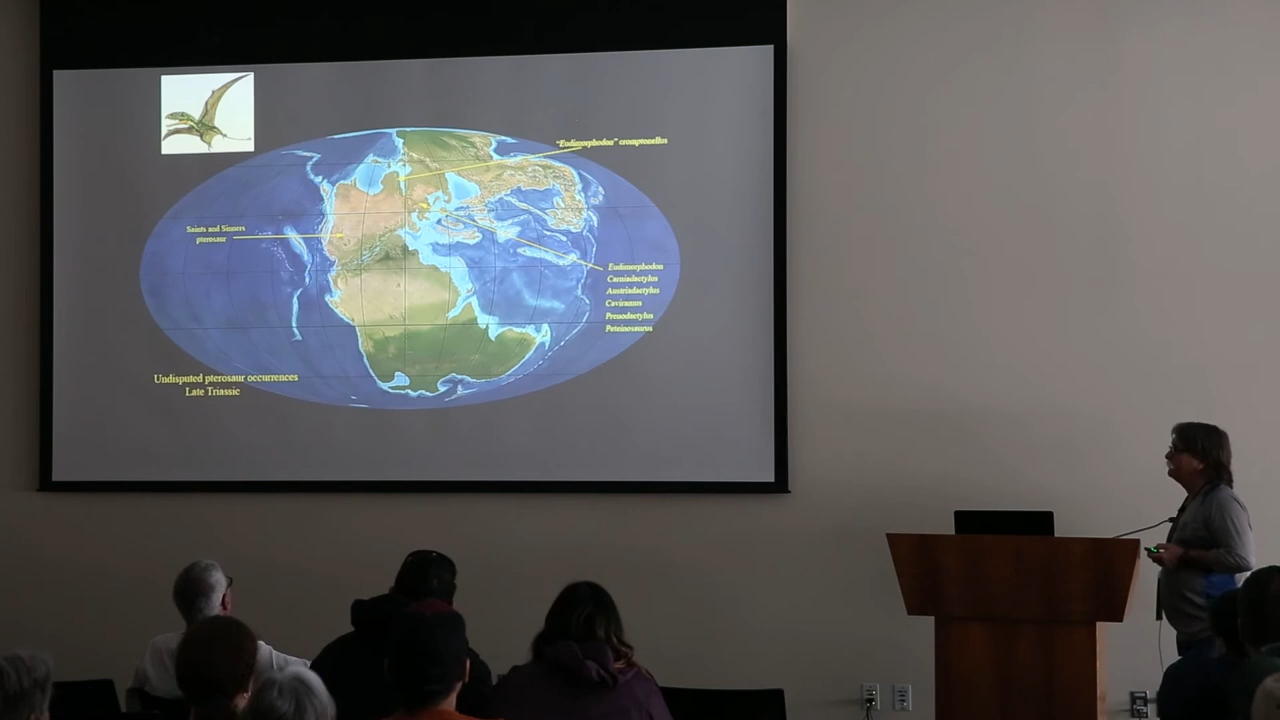 "Eudimorphodon" cromptonellus
Saints and Sinners
pterosaur
Eudimorphodon
Carniadactylus
Austriadactylus
Caviramus
Preondactylus
Peteinosaurus
Undisputed pterosaur occurrences
Late Triassic